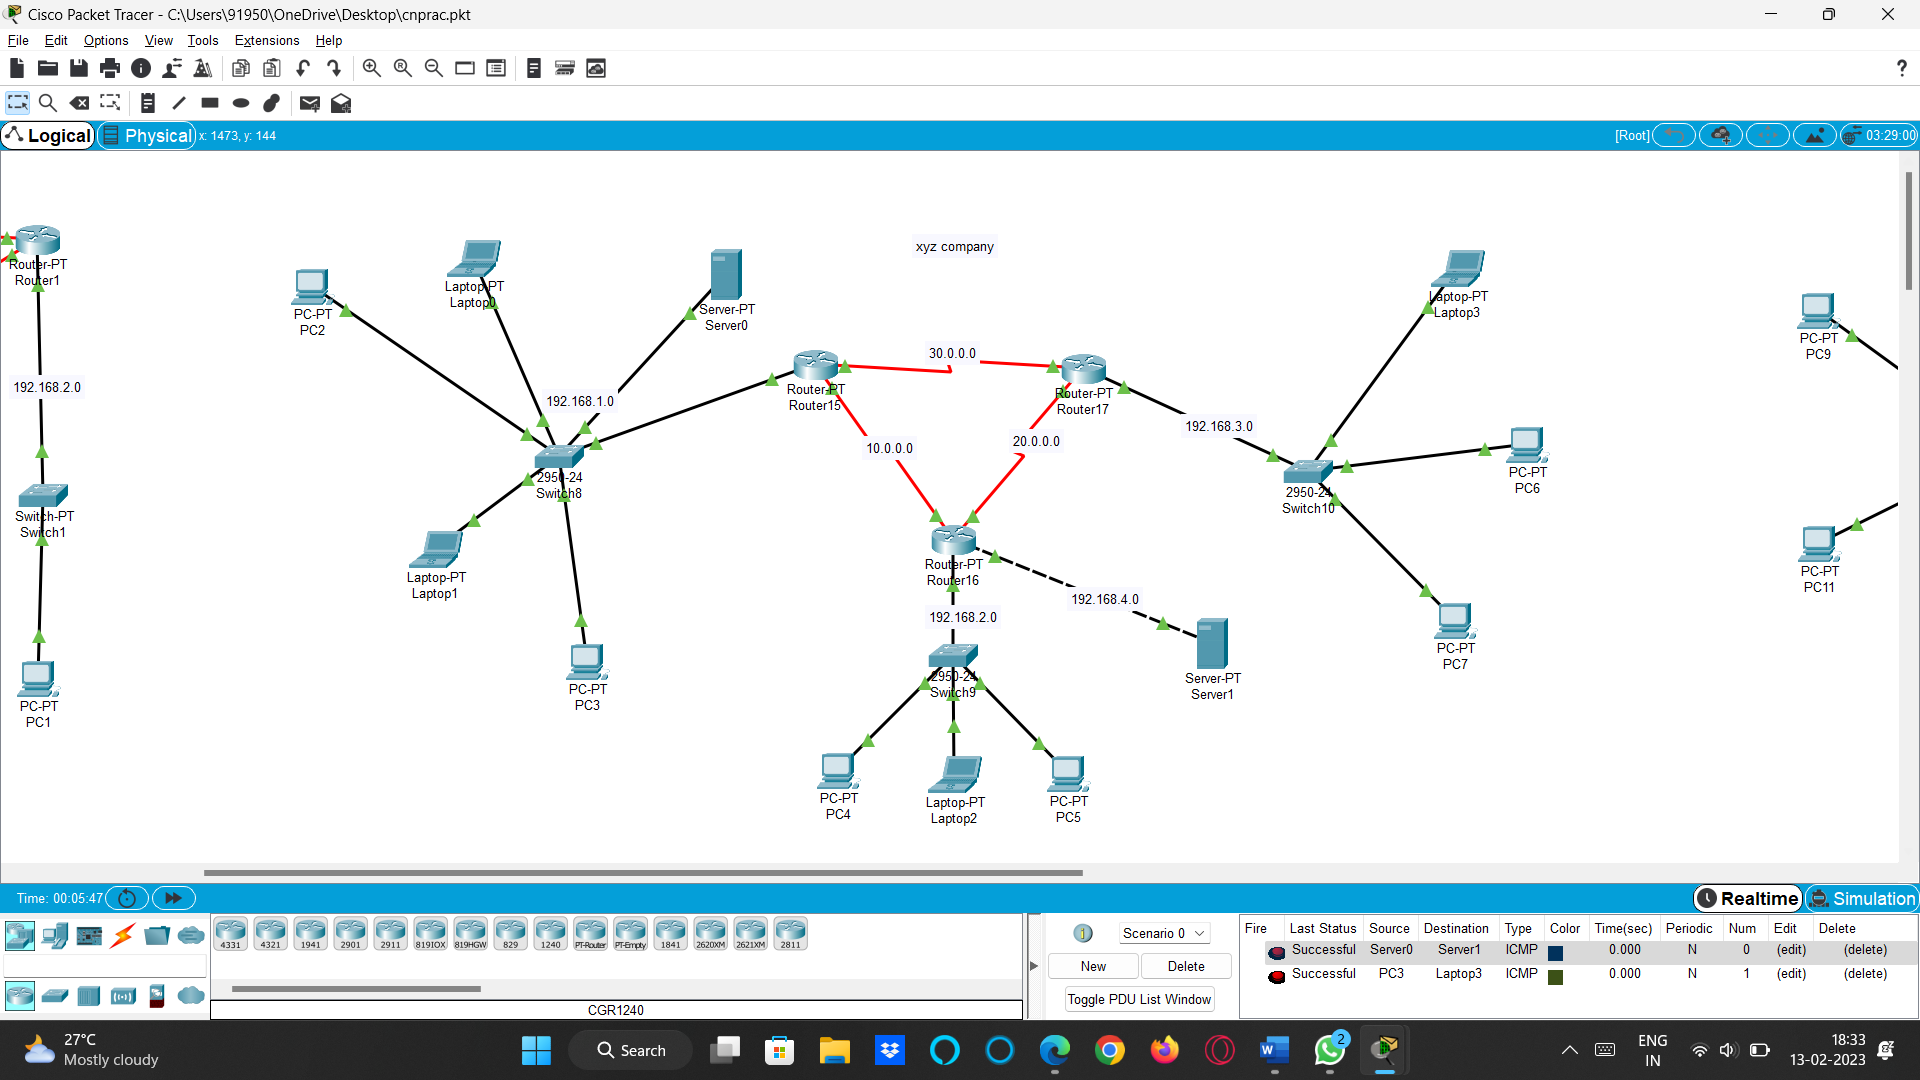 Cisco Packet Tracer - C:\Users\91950\OneDrive\Desktop\cnprac.pkt
File Edit Options View Tools Extensions Help
?
Logical Physical x: 1473, y: 144 [Root] 03:29:00
xyz company
Router-PT
Router1
PC-PT
PC2
Laptop-PT
Laptop0
Server-PT
Server0
Laptop-PT
Laptop3
PC-PT
PC9
192.168.2.0
192.168.1.0
30.0.0.0
Router-PT
Router15
Router-PT
Router17
10.0.0.0
20.0.0.0
192.168.3.0
2950-24
Switch8
2950-24
Switch10
PC-PT
PC6
Switch-PT
Switch1
Laptop-PT
Laptop1
Router-PT
Router16
PC-PT
PC11
192.168.4.0
192.168.2.0
PC-PT
PC7
PC-PT
PC1
PC-PT
PC3
2950-24
Switch9
Server-PT
Server1
PC-PT
PC4
Laptop-PT
Laptop2
PC-PT
PC5
Time: 00:05:47 Realtime Simulation
4331 4321 1941 2901 2911 819IOX 819HGW 829 1240 PT-Router PT-Empty 1841 2620XM 2621XM 2811
CGR1240
Scenario 0
New Delete
Toggle PDU List Window
Fire Last Status Source Destination Type Color Time(sec) Periodic Num Edit Delete
Successful Server0 Server1 ICMP 0.000 N 0 (edit) (delete)
Successful PC3 Laptop3 ICMP 0.000 N 1 (edit) (delete)
27°C
Mostly cloudy
Search
2
ENG
IN
18:33
13-02-2023